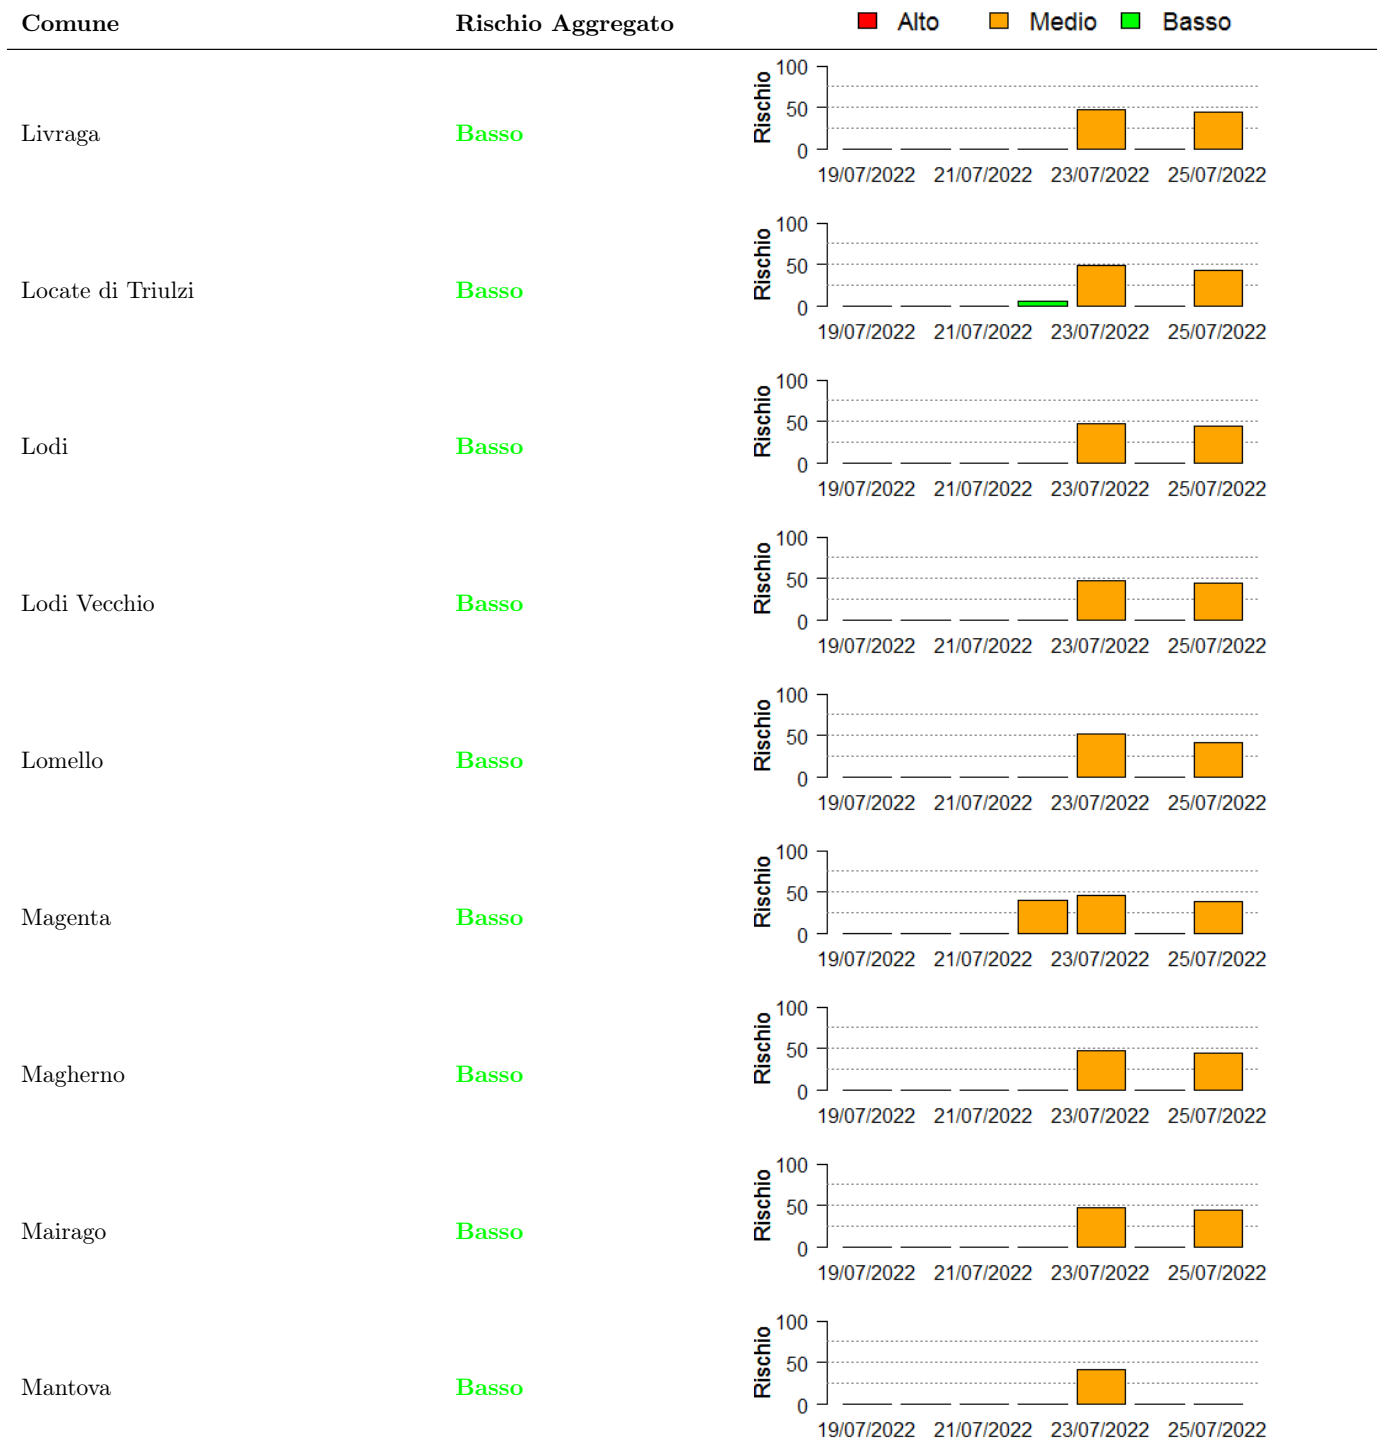 Comune Rischio Aggregato Alto Medio Basso
100
50
0
Rischio
Livraga Basso
19/07/2022 21/07/2022 23/07/2022 25/07/2022
100
50
0
Rischio
Locate di Triulzi Basso
19/07/2022 21/07/2022 23/07/2022 25/07/2022
100
50
0
Rischio
Lodi Basso
19/07/2022 21/07/2022 23/07/2022 25/07/2022
100
50
0
Rischio
Lodi Vecchio Basso
19/07/2022 21/07/2022 23/07/2022 25/07/2022
100
50
0
Rischio
Lomello Basso
19/07/2022 21/07/2022 23/07/2022 25/07/2022
100
50
0
Rischio
Magenta Basso
19/07/2022 21/07/2022 23/07/2022 25/07/2022
100
50
0
Rischio
Magherno Basso
19/07/2022 21/07/2022 23/07/2022 25/07/2022
100
50
0
Rischio
Mairago Basso
19/07/2022 21/07/2022 23/07/2022 25/07/2022
100
50
0
Rischio
Mantova Basso
19/07/2022 21/07/2022 23/07/2022 25/07/2022